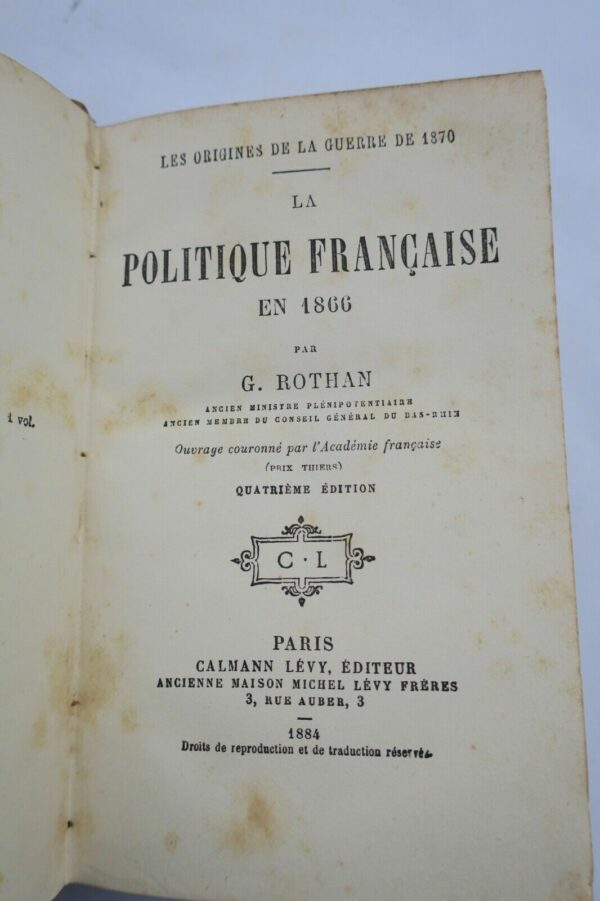 1 vol.
LES ORIGINES DE LA GUERRE DE 1870
LA
POLITIQUE FRANÇAISE
EN 1866
PAR
G. ROTHAN
ANCIEN MINISTRE PLÉNIPOTENTIAIRE
ANCIEN MEMBRE DU CONSEIL GÉNÉRAL DU BAS-RHIN
Ouvrage couronné par l'Académie française
(PRIX THIERS)
QUATRIÈME ÉDITION
C · L
PARIS
CALMANN LÉVY, ÉDITEUR
ANCIENNE MAISON MICHEL LÉVY FRÈRES
3, RUE AUBER, 3
1884
Droits de reproduction et de traduction réservés.